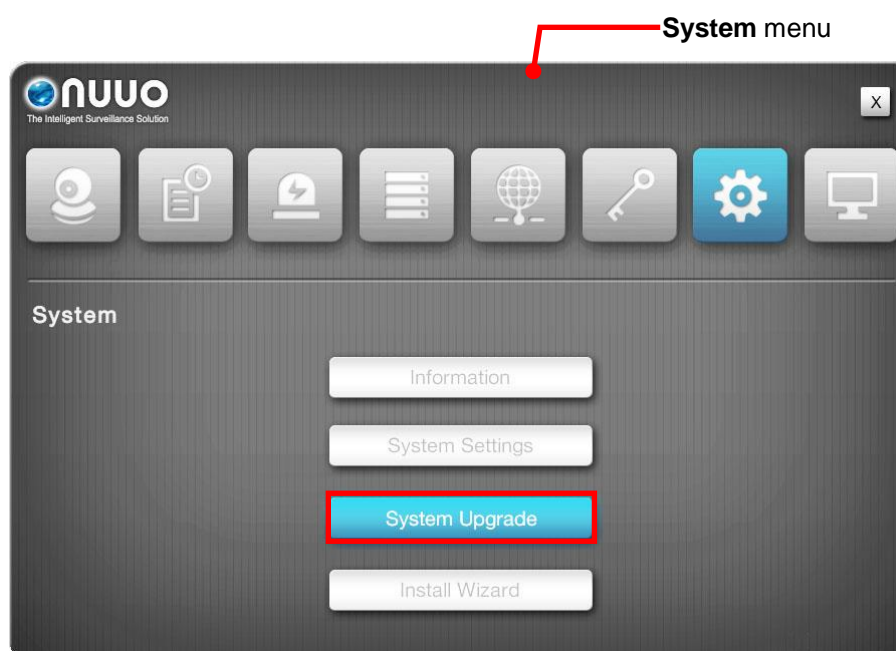 System menu
nuuo
The Intelligent Surveillance Solution
X
System
Information
System Settings
System Upgrade
Install Wizard